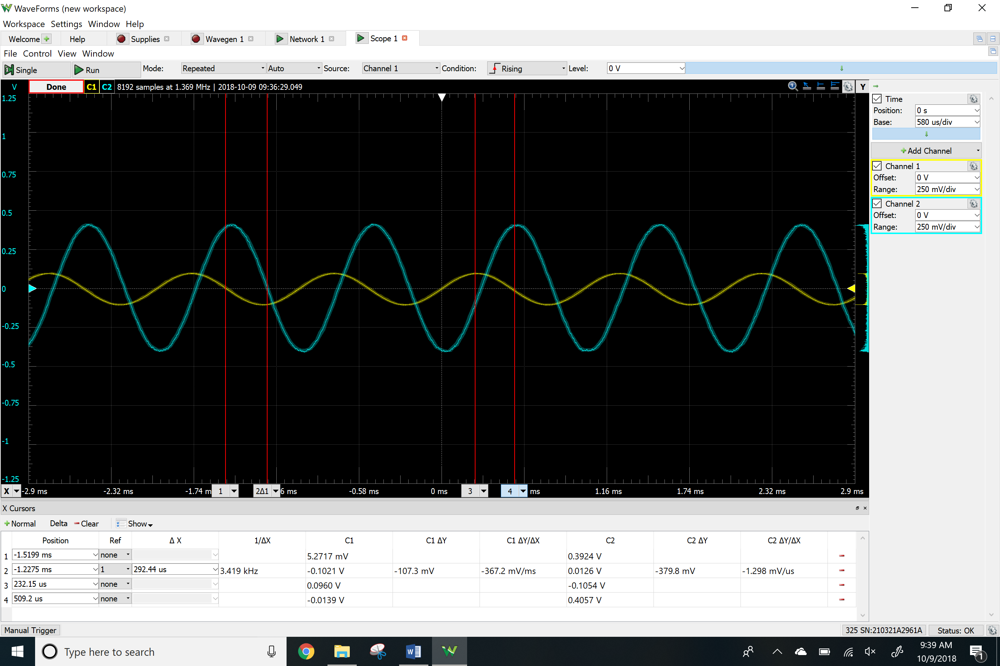 WaveForms (new workspace)
Workspace Settings Window Help
Welcome Help Supplies Wavegen 1 Network 1 Scope 1
File Control View Window
Single Run Mode: Repeated Auto Source: Channel 1 Condition: Rising Level: 0 V
V Done C1 C2 8192 samples at 1.369 MHz | 2018-10-09 09:36:29.049 Y
1.25
1
0.75
0.5
0.25
0
-0.25
-0.5
-0.75
-1
-1.25
X -2.9 ms -2.32 ms -1.74 m 1 2Δ1 6 ms -0.58 ms 0 ms 3 4 ms 1.16 ms 1.74 ms 2.32 ms 2.9 ms
Time
Position: 0 s
Base: 580 us/div
Add Channel
Channel 1
Offset: 0 V
Range: 250 mV/div
Channel 2
Offset: 0 V
Range: 250 mV/div
X Cursors
Normal Delta Clear Show
Position Ref Δ X 1/ΔX C1 C1 ΔY C1 ΔY/ΔX C2 C2 ΔY C2 ΔY/ΔX
1 -1.5199 ms none 5.2717 mV 0.3924 V
2 -1.2275 ms 1 292.44 us 3.419 kHz -0.1021 V -107.3 mV -367.2 mV/ms 0.0126 V -379.8 mV -1.298 mV/us
3 232.15 us none 0.0960 V -0.1054 V
4 509.2 us none -0.0139 V 0.4057 V
Manual Trigger 325 SN:210321A2961A Status: OK
Type here to search
9:39 AM
10/9/2018
1